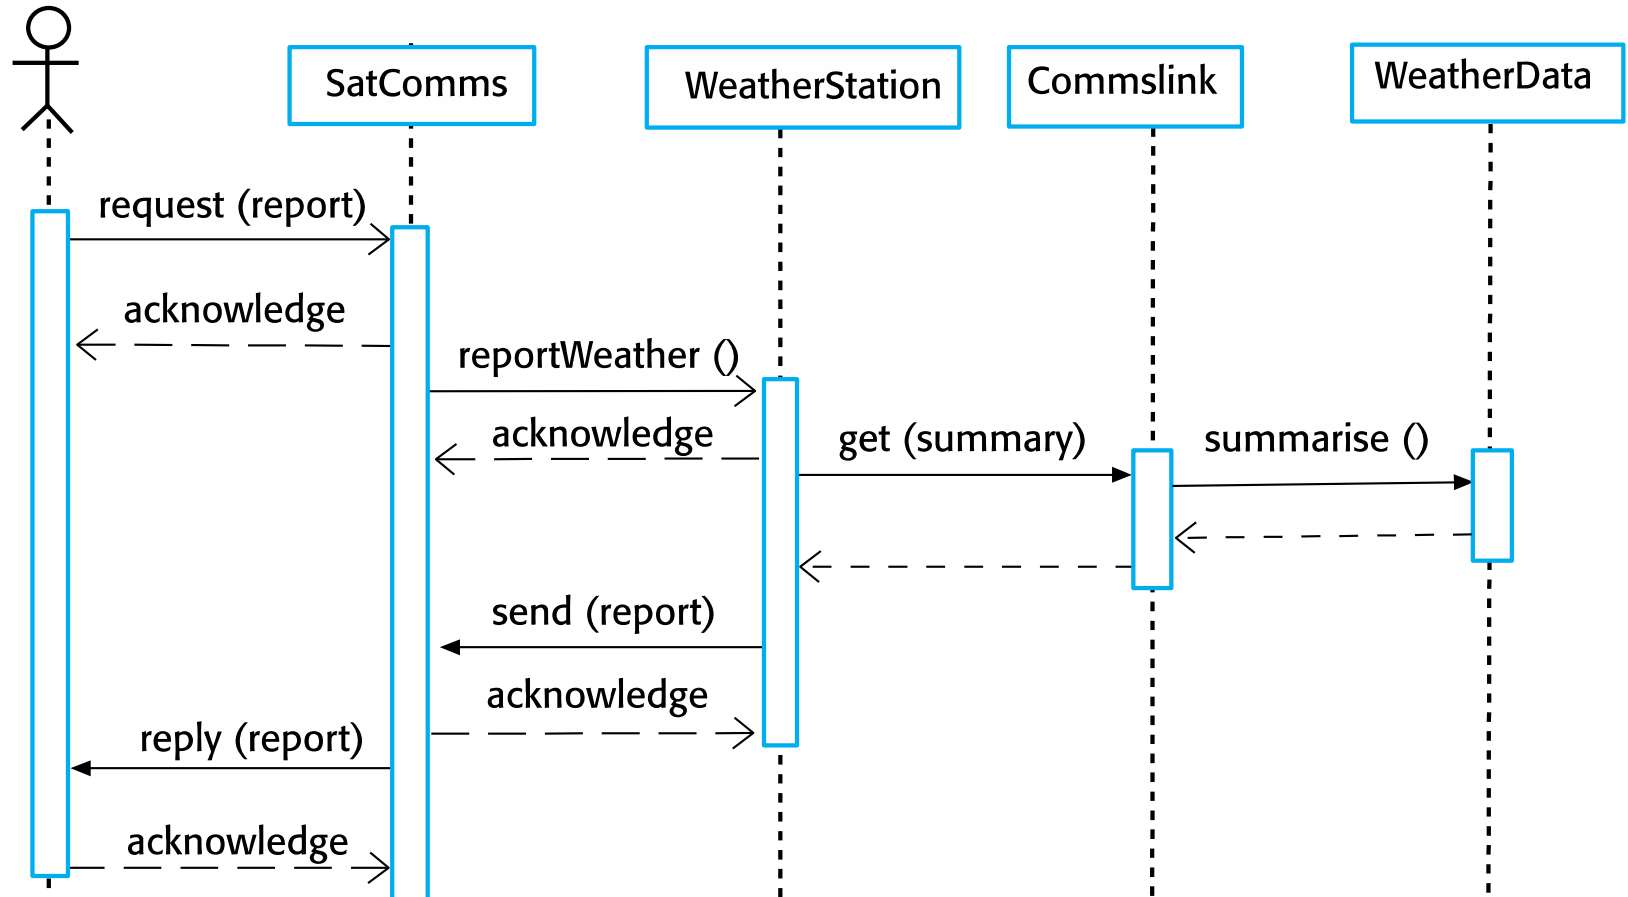 SatComms
WeatherStation
Commslink
WeatherData
request (report)
acknowledge
reportWeather ()
acknowledge
get (summary)
summarise ()
send (report)
acknowledge
reply (report)
acknowledge